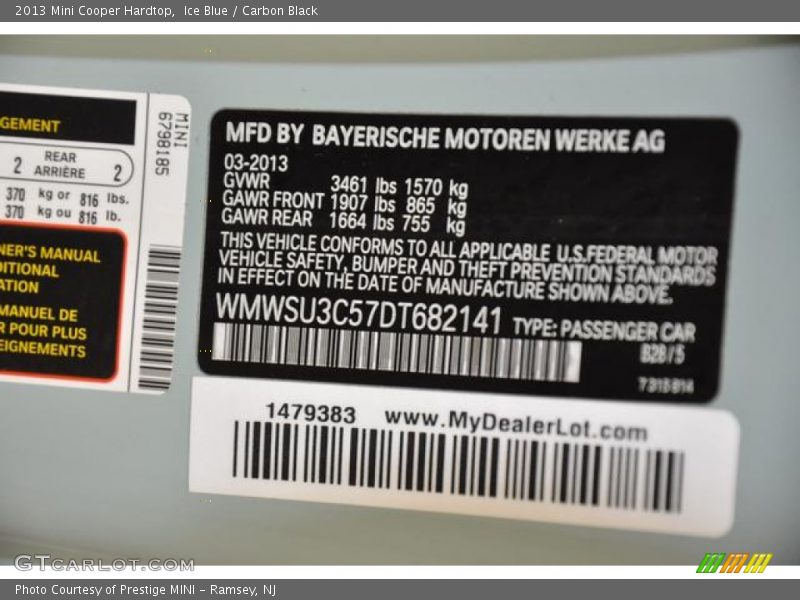 2013 Mini Cooper Hardtop,  Ice Blue / Carbon Black
GEMENT
2 REAR 2
ARRIÈRE
370 kg or 816 lbs.
370 kg ou 816 lb.
NER'S MANUAL
DITIONAL
ATION
MANUEL DE
R POUR PLUS
EIGNEMENTS
MINI
6798185
MFD BY BAYERISCHE MOTOREN WERKE AG
03-2013
GVWR 3461 lbs 1570 kg
GAWR FRONT 1907 lbs 865 kg
GAWR REAR 1664 lbs 755 kg
THIS VEHICLE CONFORMS TO ALL APPLICABLE U.S.FEDERAL MOTOR
VEHICLE SAFETY, BUMPER AND THEFT PREVENTION STANDARDS
IN EFFECT ON THE DATE OF MANUFACTURE SHOWN ABOVE.
WMWSU3C57DT682141 TYPE: PASSENGER CAR
B28/5
7315814
1479383 www.MyDealerLot.com
GTCARLOT.COM
Photo Courtesy of Prestige MINI - Ramsey, NJ